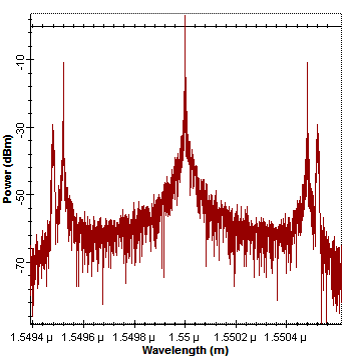 -10
-30
-50
-70
Power (dBm)
1.5494 µ 1.5496 µ 1.5498 µ 1.55 µ 1.5502 µ 1.5504 µ
Wavelength (m)